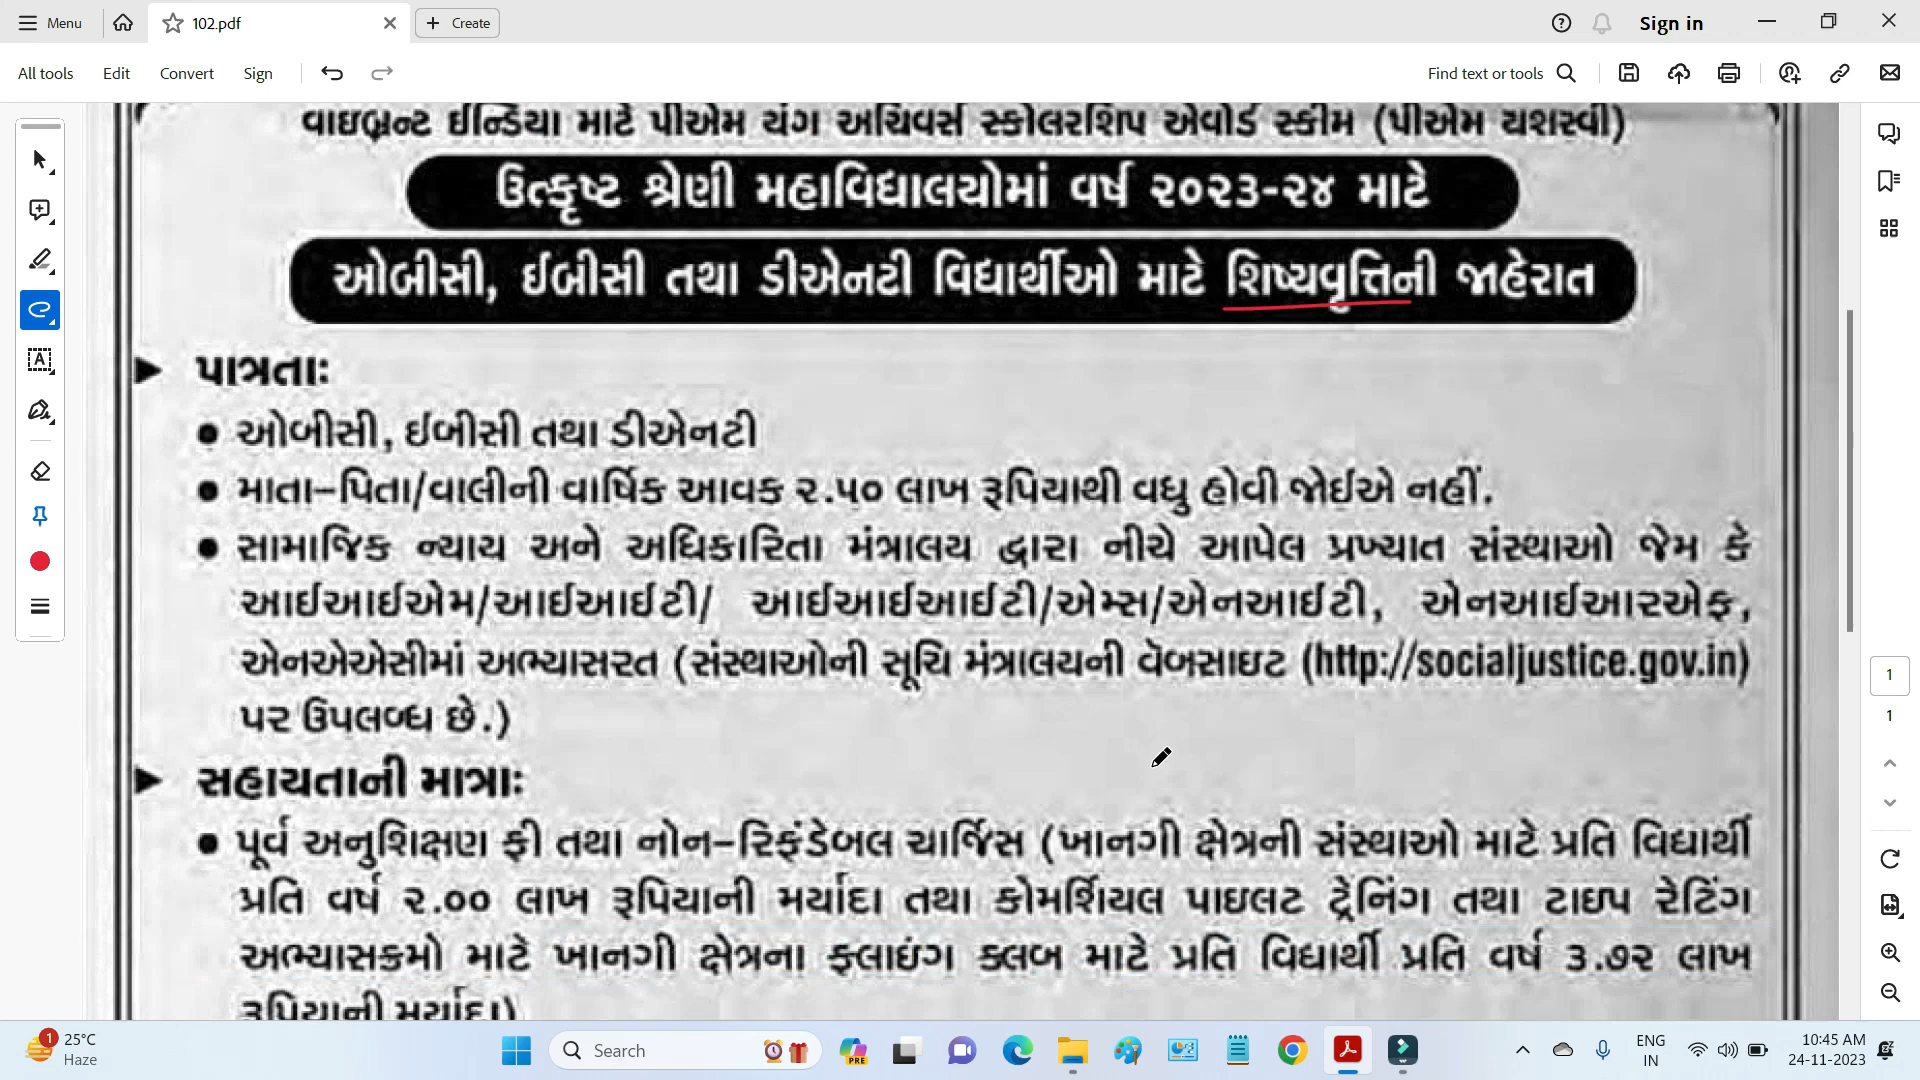 Menu
102.pdf
Create
Sign in
All tools
Edit
Convert
Sign
Find text or tools
વાઇબ્રન્ટ ઇન્ડિયા માટે પીએમ યંગ અચિવર્સ સ્કોલરશિપ એવોર્ડ સ્કીમ (પીએમ યશસ્વી)
ઉત્કૃષ્ટ શ્રેણી મહાવિદ્યાલયોમાં વર્ષ ૨૦૨૩-૨૪ માટે
ઓબીસી, ઈબીસી તથા ડીએનટી વિદ્યાર્થીઓ માટે શિષ્યવૃત્તિની જાહેરાત
▶ પાત્રતાઃ
● ઓબીસી, ઈબીસી તથા ડીએનટી
● માતા–પિતા/વાલીની વાર્ષિક આવક ૨.૫૦ લાખ રૂપિયાથી વધુ હોવી જોઈએ નહીં.
● સામાજિક ન્યાય અને અધિકારિતા મંત્રાલય દ્વારા નીચે આપેલ પ્રખ્યાત સંસ્થાઓ જેમ કે
આઈઆઈએમ/આઈઆઈટી/ આઈઆઈઆઈટી/એમ્સ/એનઆઈટી, એનઆઈઆરએફ,
એનએએસીમાં અભ્યાસરત (સંસ્થાઓની સૂચિ મંત્રાલયની વૅબસાઇટ (http://socialjustice.gov.in)
પર ઉપલબ્ધ છે.)
▶ સહાયતાની માત્રાઃ
● પૂર્વ અનુશિક્ષણ ફી તથા નોન–રિફંડેબલ ચાર્જિસ (ખાનગી ક્ષેત્રની સંસ્થાઓ માટે પ્રતિ વિદ્યાર્થી
પ્રતિ વર્ષ ૨.૦૦ લાખ રૂપિયાની મર્યાદા તથા કોમર્શિયલ પાઇલટ ટ્રેનિંગ તથા ટાઇપ રેટિંગ
અભ્યાસક્રમો માટે ખાનગી ક્ષેત્રના ફ્લાઇંગ ક્લબ માટે પ્રતિ વિદ્યાર્થી પ્રતિ વર્ષ ૩.૭૨ લાખ
રૂપિયાની મર્યાદા)
1
1
1
25°C
Haze
Search
PRE
ENG
IN
10:45 AM
24-11-2023